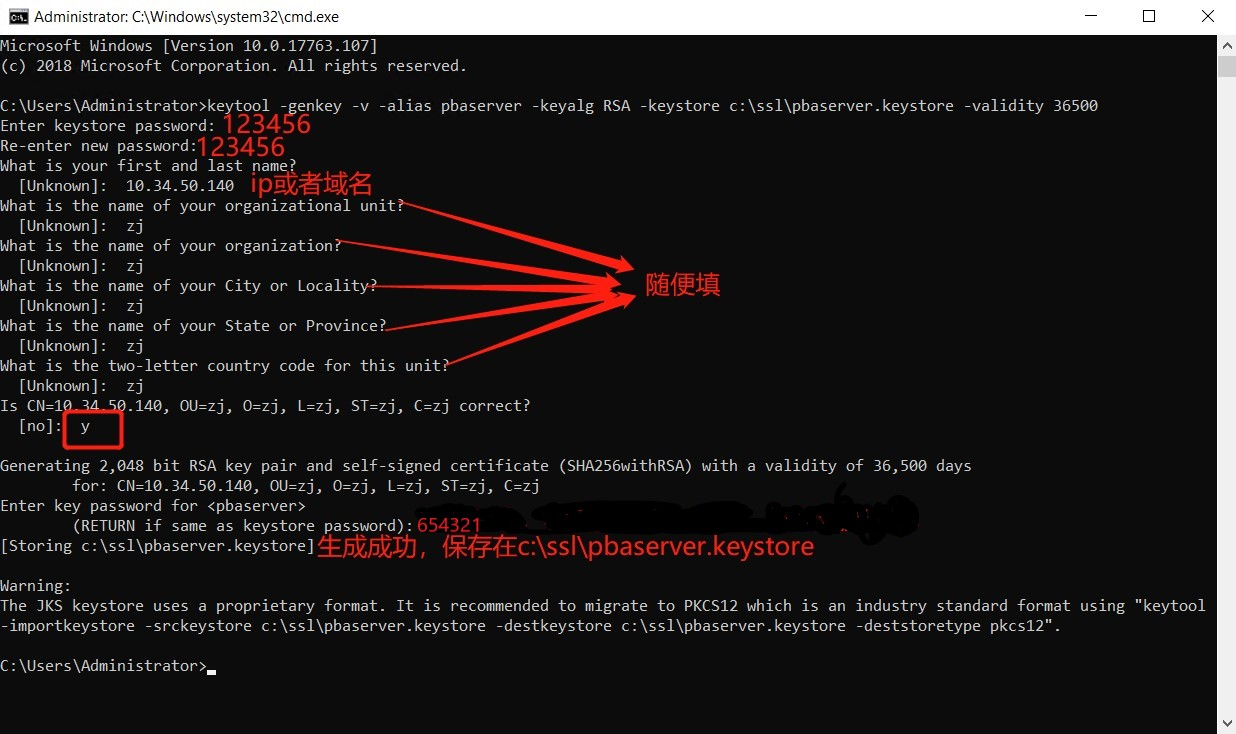 Administrator: C:\Windows\system32\cmd.exe
Microsoft Windows [Version 10.0.17763.107]
(c) 2018 Microsoft Corporation. All rights reserved.
C:\Users\Administrator>keytool -genkey -v -alias pbaserver -keyalg RSA -keystore c:\ssl\pbaserver.keystore -validity 36500
Enter keystore password: 123456
Re-enter new password:123456
What is your first and last name?
[Unknown]:  10.34.50.140 ip或者域名
What is the name of your organizational unit?
[Unknown]:  zj
What is the name of your organization?
[Unknown]:  zj
What is the name of your City or Locality?
随便填
[Unknown]:  zj
What is the name of your State or Province?
[Unknown]:  zj
What is the two-letter country code for this unit?
[Unknown]:  zj
Is CN=10.34.50.140, OU=zj, O=zj, L=zj, ST=zj, C=zj correct?
[no]:  y
Generating 2,048 bit RSA key pair and self-signed certificate (SHA256withRSA) with a validity of 36,500 days
for: CN=10.34.50.140, OU=zj, O=zj, L=zj, ST=zj, C=zj
Enter key password for <pbaserver>
(RETURN if same as keystore password): 654321
[Storing c:\ssl\pbaserver.keystore] 生成成功，保存在c:\ssl\pbaserver.keystore
Warning:
The JKS keystore uses a proprietary format. It is recommended to migrate to PKCS12 which is an industry standard format using "keytool
-importkeystore -srckeystore c:\ssl\pbaserver.keystore -destkeystore c:\ssl\pbaserver.keystore -deststoretype pkcs12".
C:\Users\Administrator>